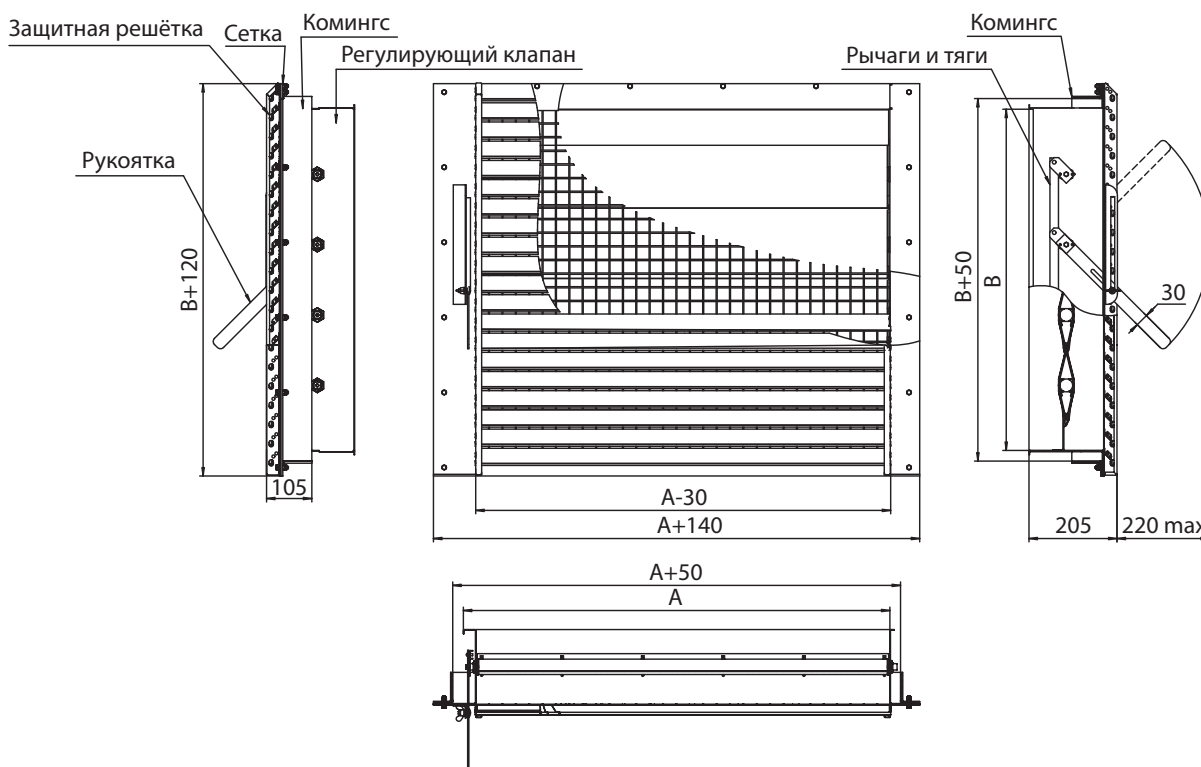 Защитная решётка
Сетка
Комингс
Регулирующий клапан
Рукоятка
B+120
105
A-30
A+140
Комингс
Рычаги и тяги
B+50
B
30
205
220 max
A+50
A